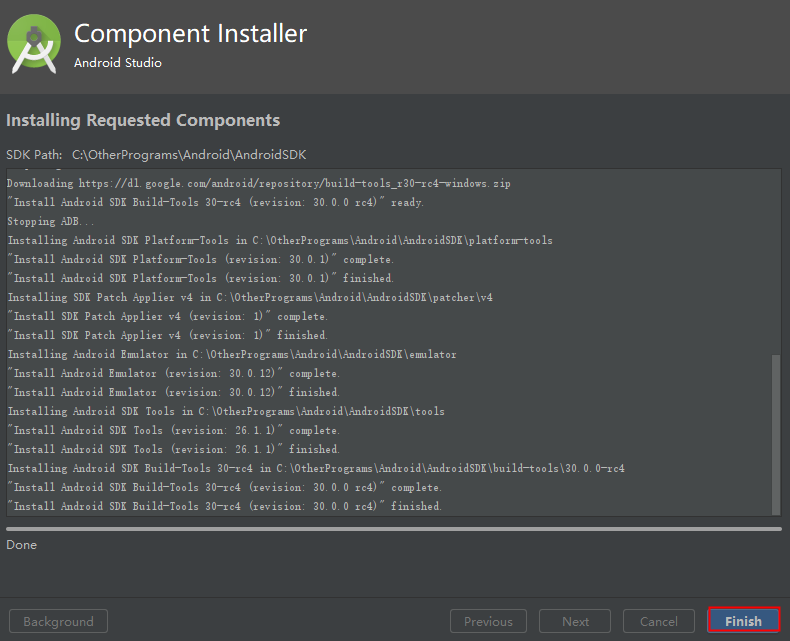 Component Installer
Android Studio
Installing Requested Components
SDK Path: C:\OtherPrograms\Android\AndroidSDK
Downloading https://dl.google.com/android/repository/build-tools_r30-rc4-windows.zip
"Install Android SDK Build-Tools 30-rc4 (revision: 30.0.0 rc4)" ready.
Stopping ADB...
Installing Android SDK Platform-Tools in C:\OtherPrograms\Android\AndroidSDK\platform-tools
"Install Android SDK Platform-Tools (revision: 30.0.1)" complete.
"Install Android SDK Platform-Tools (revision: 30.0.1)" finished.
Installing SDK Patch Applier v4 in C:\OtherPrograms\Android\AndroidSDK\patcher\v4
"Install SDK Patch Applier v4 (revision: 1)" complete.
"Install SDK Patch Applier v4 (revision: 1)" finished.
Installing Android Emulator in C:\OtherPrograms\Android\AndroidSDK\emulator
"Install Android Emulator (revision: 30.0.12)" complete.
"Install Android Emulator (revision: 30.0.12)" finished.
Installing Android SDK Tools in C:\OtherPrograms\Android\AndroidSDK\tools
"Install Android SDK Tools (revision: 26.1.1)" complete.
"Install Android SDK Tools (revision: 26.1.1)" finished.
Installing Android SDK Build-Tools 30-rc4 in C:\OtherPrograms\Android\AndroidSDK\build-tools\30.0.0-rc4
"Install Android SDK Build-Tools 30-rc4 (revision: 30.0.0 rc4)" complete.
"Install Android SDK Build-Tools 30-rc4 (revision: 30.0.0 rc4)" finished.
Done
Background Previous Next Cancel Finish